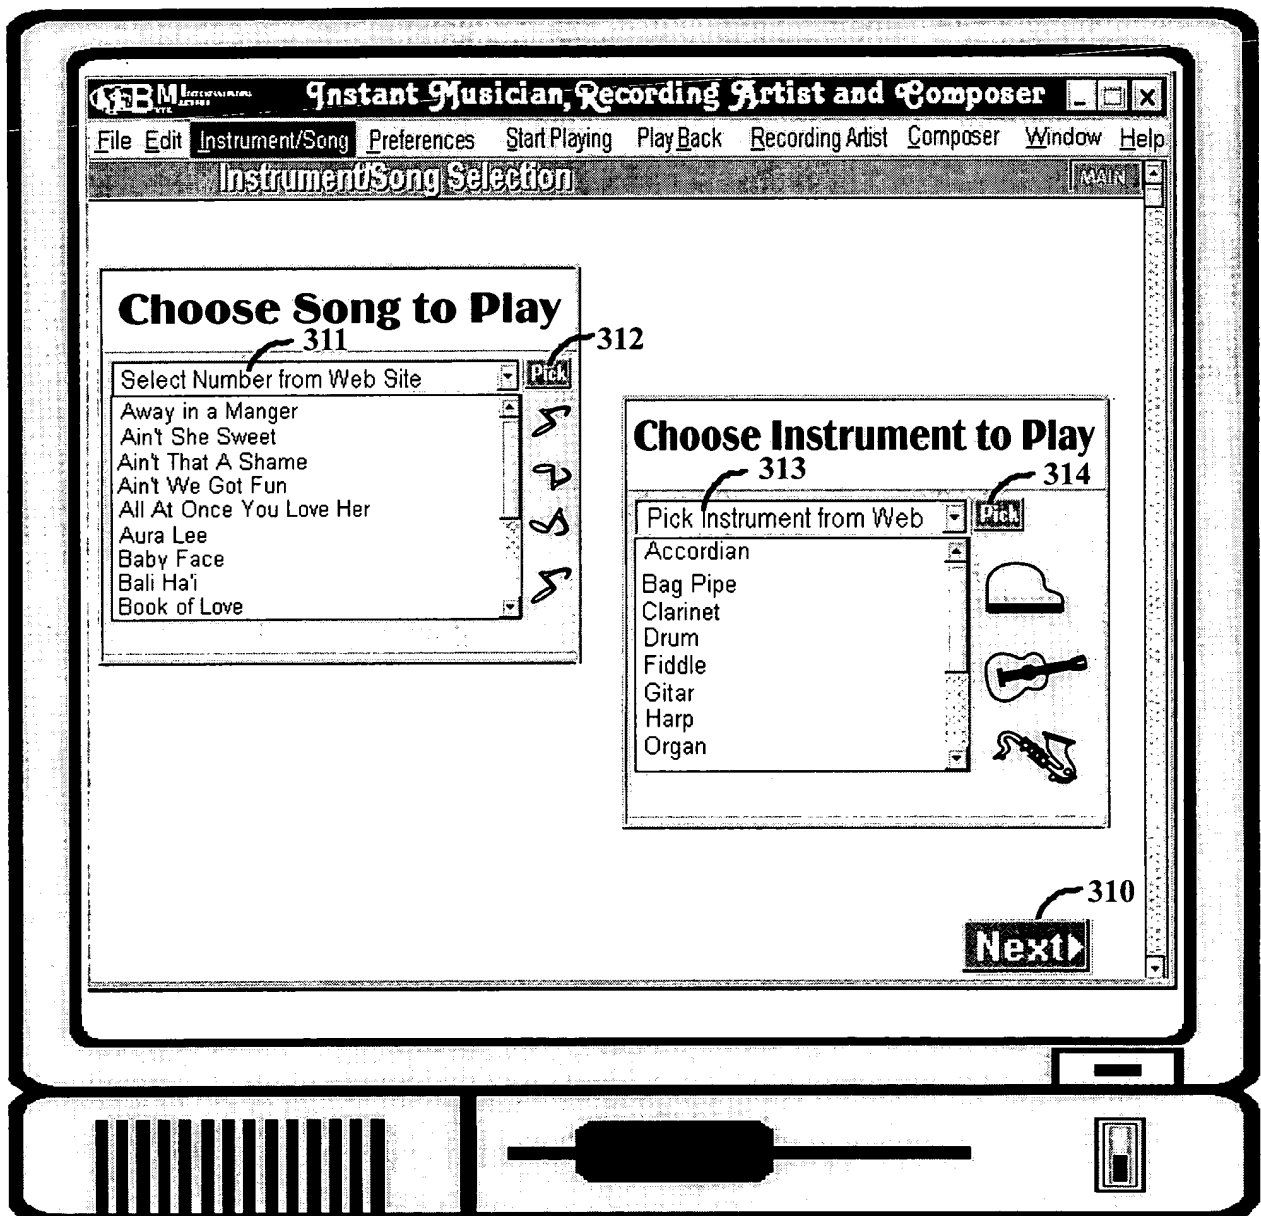 Instant Musician, Recording Artist and Composer
File Edit Instrument/Song Preferences Start Playing Play Back Recording Artist Composer Window Help
Instrument/Song Selection MAIN
Choose Song to Play
311
312
Select Number from Web Site Pick
Away in a Manger
Ain't She Sweet
Ain't That A Shame
Ain't We Got Fun
All At Once You Love Her
Aura Lee
Baby Face
Bali Ha'i
Book of Love
Choose Instrument to Play
313
314
Pick Instrument from Web Pick
Accordian
Bag Pipe
Clarinet
Drum
Fiddle
Gitar
Harp
Organ
310
Next